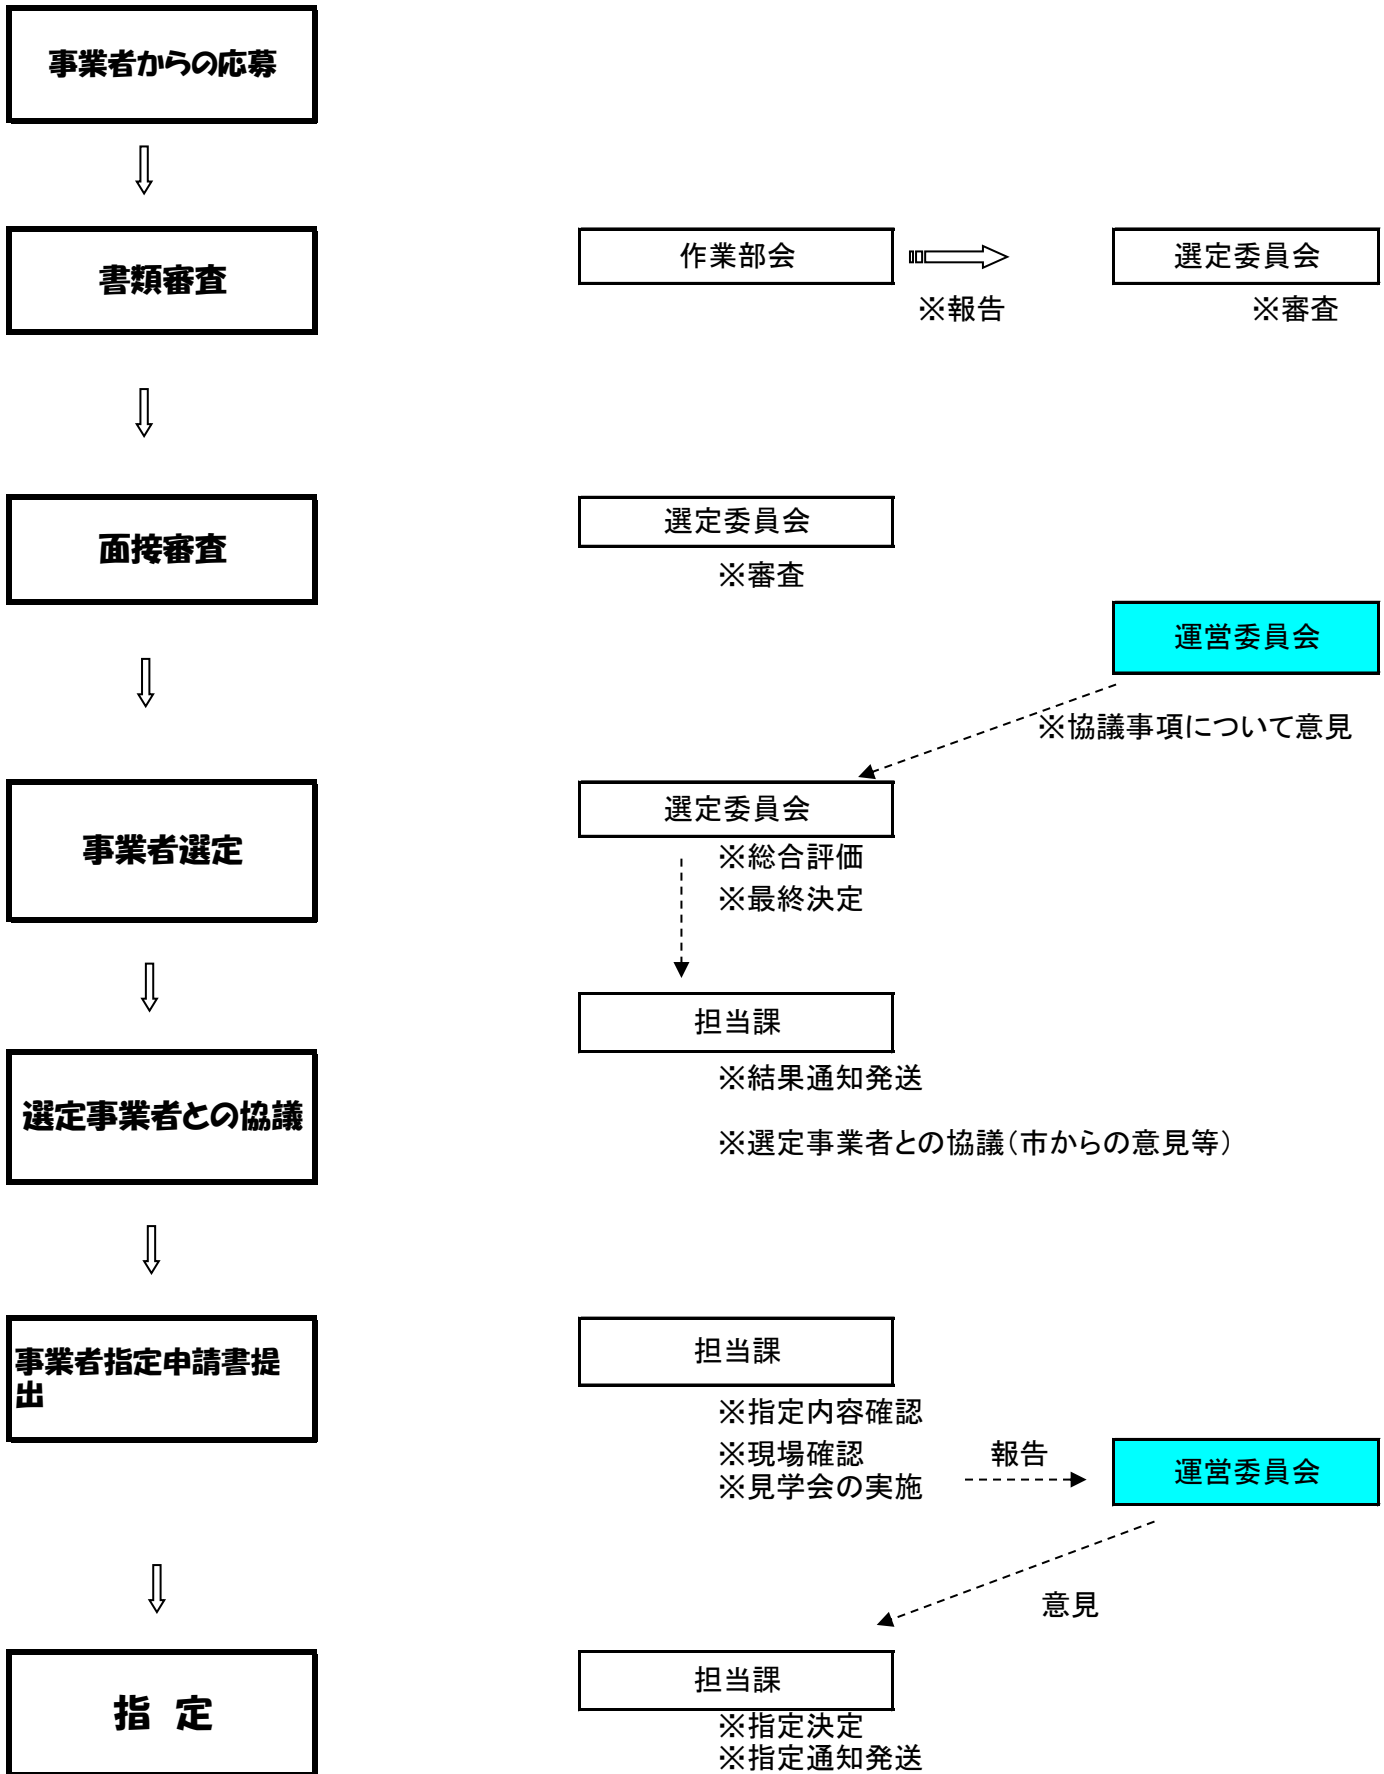 事業者からの応募
書類審査
作業部会
選定委員会
※報告
※審査
面接審査
選定委員会
※審査
運営委員会
※協議事項について意見
事業者選定
選定委員会
※総合評価
※最終決定
担当課
※結果通知発送
選定事業者との協議
※選定事業者との協議（市からの意見等）
事業者指定申請書提
出
担当課
※指定内容確認
※現場確認
※見学会の実施
報告
運営委員会
意見
指　定
担当課
※指定決定
※指定通知発送